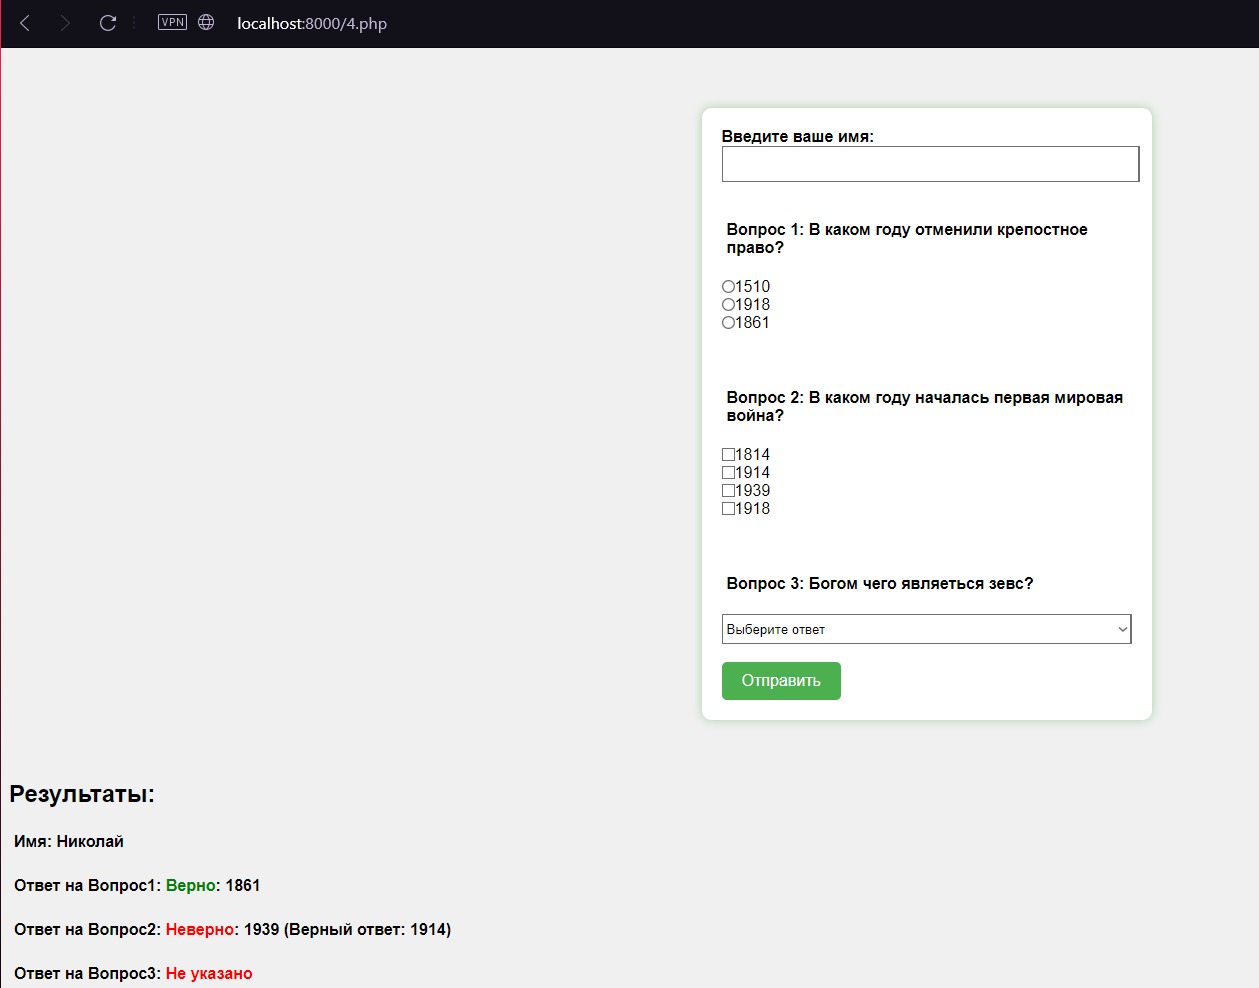 VPN localhost:8000/4.php
Введите ваше имя:
Вопрос 1: В каком году отменили крепостное
право?
1510
1918
1861
Вопрос 2: В каком году началась первая мировая
война?
1814
1914
1939
1918
Вопрос 3: Богом чего являеться зевс?
Выберите ответ
Отправить
Результаты:
Имя: Николай
Ответ на Вопрос1: Верно: 1861
Ответ на Вопрос2: Неверно: 1939 (Верный ответ: 1914)
Ответ на Вопрос3: Не указано